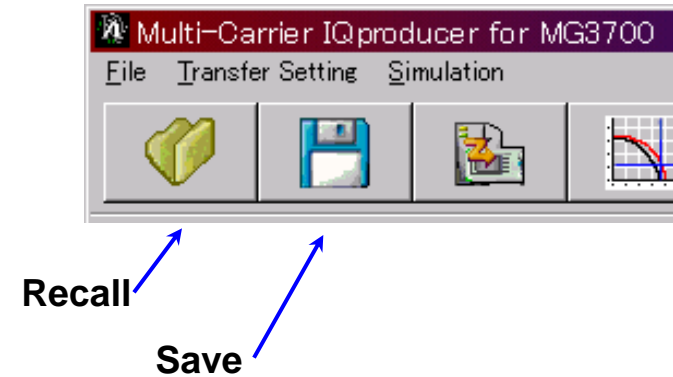 Multi-Carrier IQproducer for MG3700
File Transfer Setting Simulation
Recall
Save